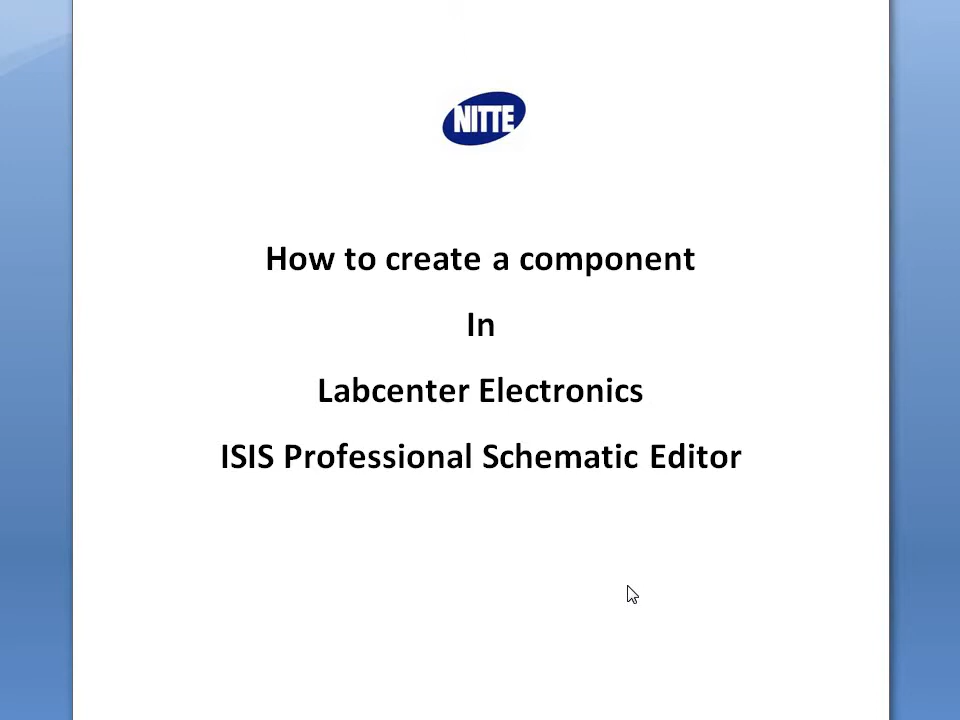 NITTE
How to create a component
In
Labcenter Electronics
ISIS Professional Schematic Editor